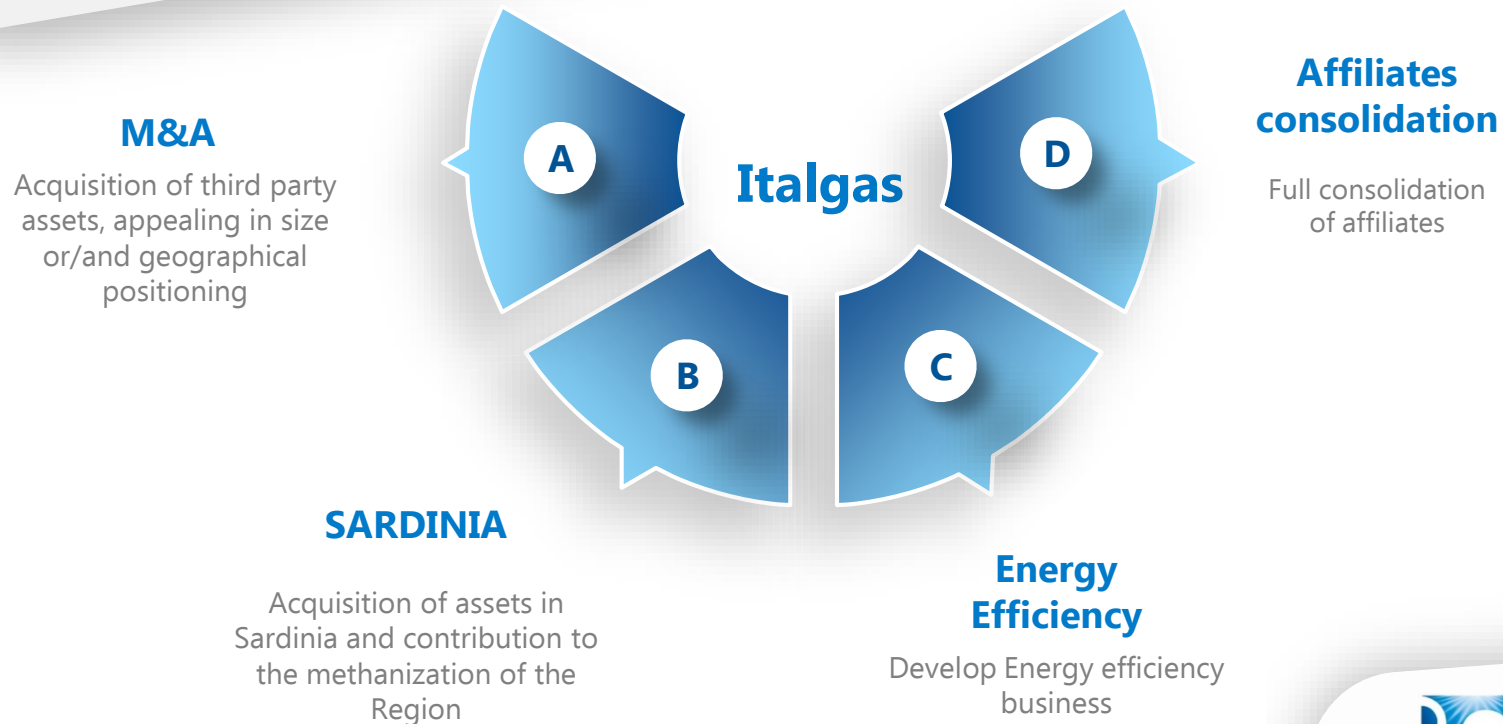 M&A
Acquisition of third party
assets, appealing in size
or/and geographical
positioning
A
B
SARDINIA
Acquisition of assets in
Sardinia and contribution to
the methanization of the
Region
Italgas
C
Energy
Efficiency
Develop Energy efficiency
business
D
Affiliates
consolidation
Full consolidation
of affiliates